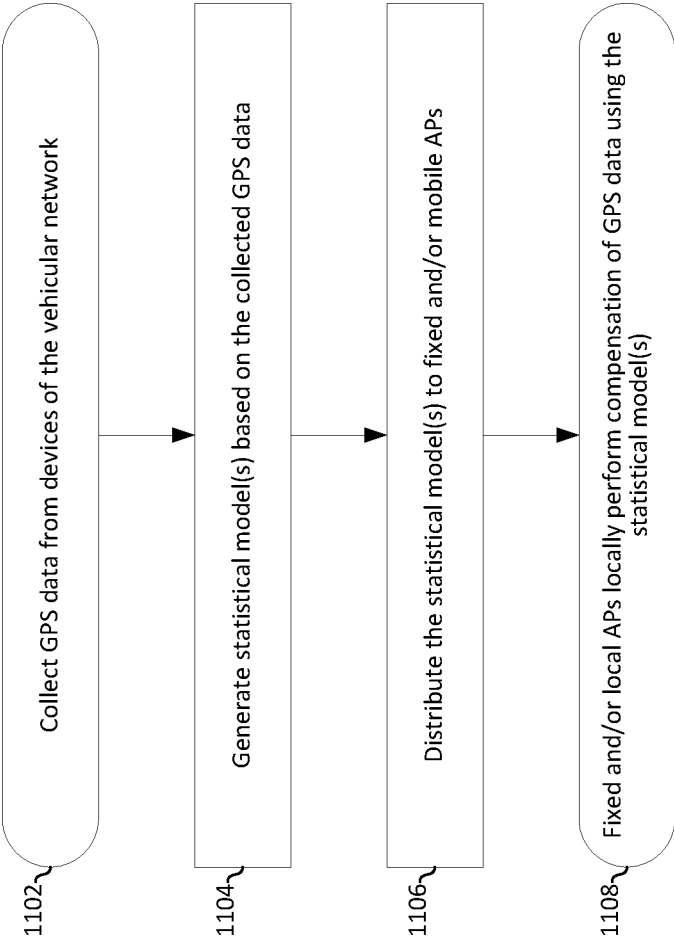 1102
Collect GPS data from devices of the vehicular network
1104
Generate statistical model(s) based on the collected GPS data
1106
Distribute the statistical model(s) to fixed and/or mobile APs
1108
Fixed and/or local APs locally perform compensation of GPS data using the
statistical model(s)